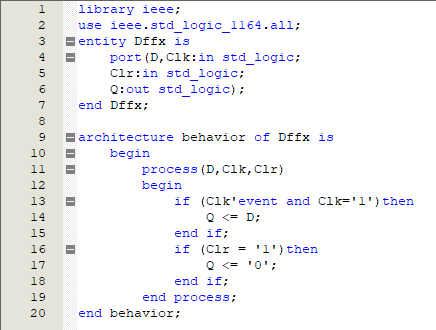 1 library ieee;
2 use ieee.std_logic_1164.all;
3 entity Dffx is
4 port(D,Clk:in std_logic;
5 Clr:in std_logic;
6 Q:out std_logic);
7 end Dffx;
8
9 architecture behavior of Dffx is
10 begin
11 process(D,Clk,Clr)
12 begin
13 if (Clk'event and Clk='1')then
14 Q <= D;
15 end if;
16 if (Clr = '1')then
17 Q <= '0';
18 end if;
19 end process;
20 end behavior;